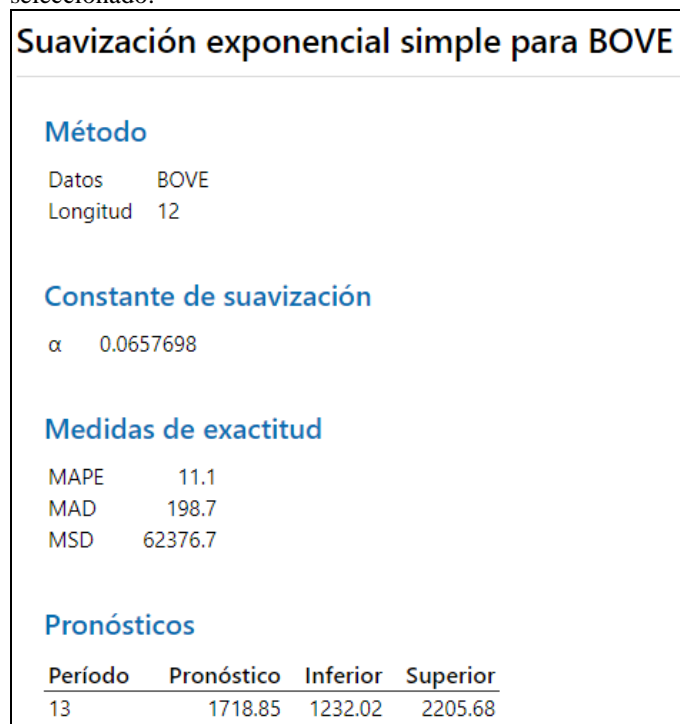 seleccionado.
Suavización exponencial simple para BOVE
Método
Datos BOVE
Longitud 12
Constante de suavización
α 0.0657698
Medidas de exactitud
MAPE 11.1
MAD 198.7
MSD 62376.7
Pronósticos
Período Pronóstico Inferior Superior
13 1718.85 1232.02 2205.68